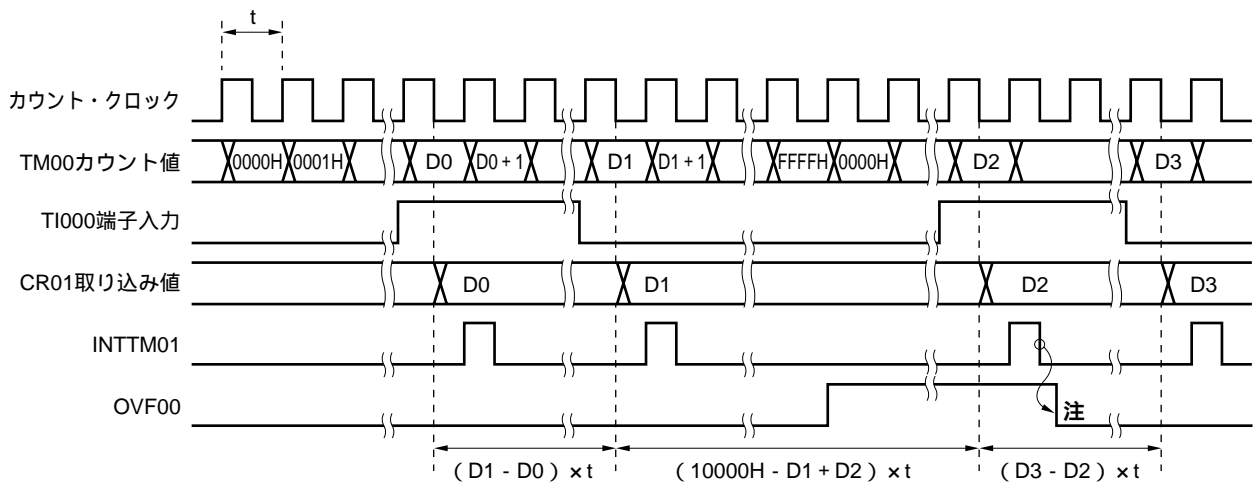 t
カウント・クロック
TM00カウント値 0000H 0001H D0 D0 + 1 D1 D1 + 1 FFFFH 0000H D2 D3
TI000端子入力
CR01取り込み値 D0 D1 D2 D3
INTTM01
OVF00 注
(D1 - D0) × t (10000H - D1 + D2) × t (D3 - D2) × t